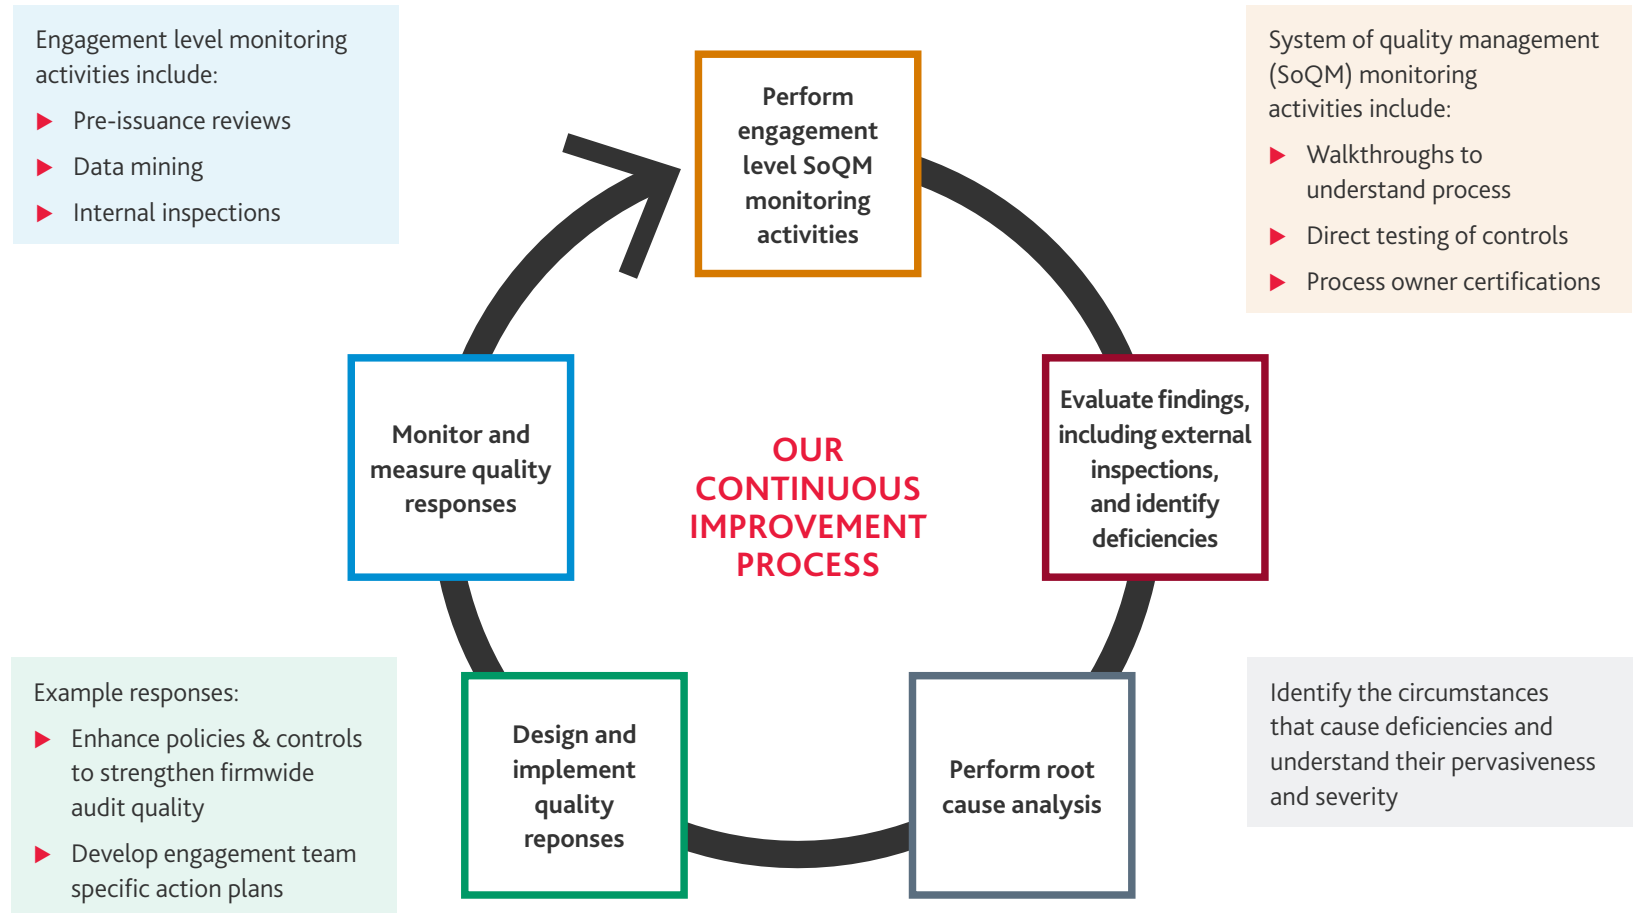 Engagement level monitoring
activities include:
Pre-issuance reviews
Data mining
Internal inspections
Perform
engagement
level SoQM
monitoring
activities
System of quality management
(SoQM) monitoring
activities include:
Walkthroughs to
understand process
Direct testing of controls
Process owner certifications
Monitor and
measure quality
responses
OUR
CONTINUOUS
IMPROVEMENT
PROCESS
Evaluate findings,
including external
inspections,
and identify
deficiencies
Example responses:
Enhance policies & controls
to strengthen firmwide
audit quality
Develop engagement team
specific action plans
Design and
implement
quality
reponses
Perform root
cause analysis
Identify the circumstances
that cause deficiencies and
understand their pervasiveness
and severity